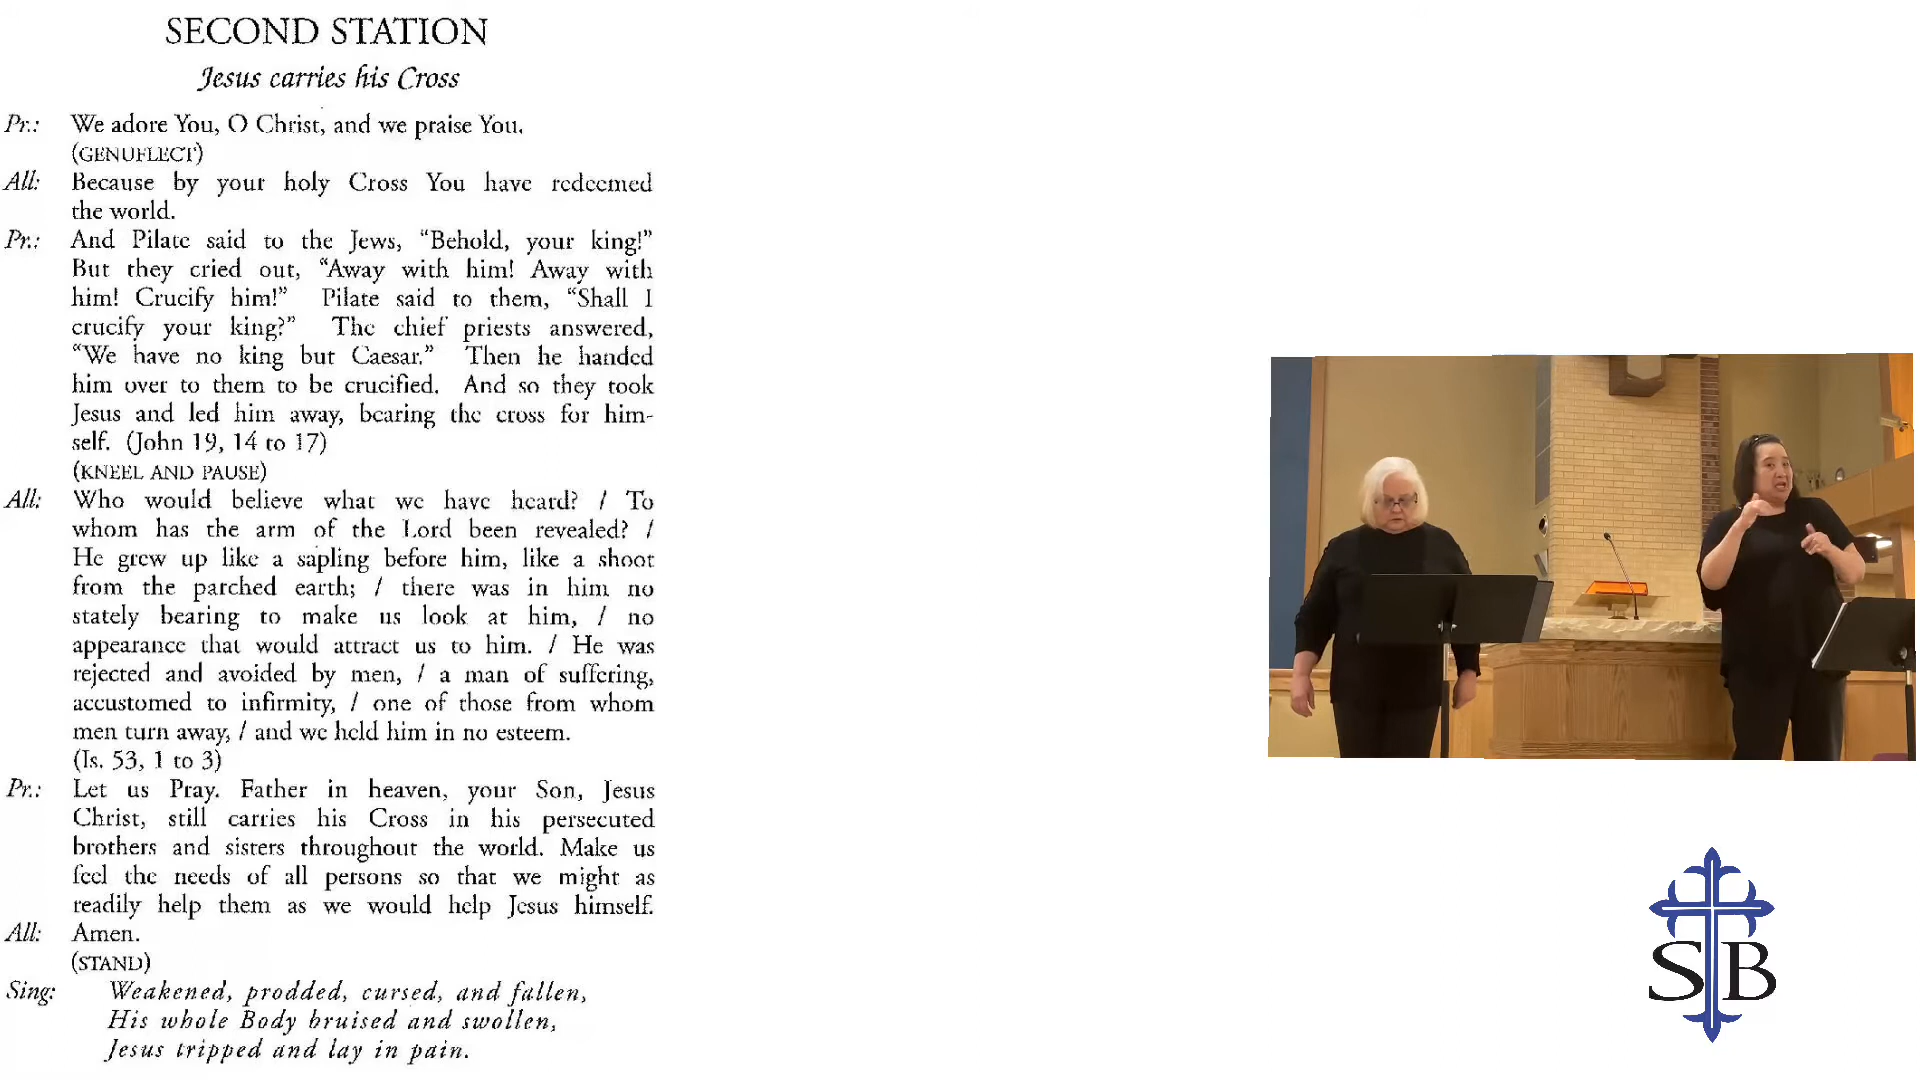 SECOND STATION
Jesus carries his Cross
Pr.: We adore You, O Christ, and we praise You.
(GENUFLECT)
All: Because by your holy Cross You have redeemed
the world.
Pr.: And Pilate said to the Jews, “Behold, your king!”
But they cried out, “Away with him! Away with
him! Crucify him!” Pilate said to them, “Shall I
crucify your king?” The chief priests answered,
“We have no king but Caesar.” Then he handed
him over to them to be crucified. And so they took
Jesus and led him away, bearing the cross for him-
self. (John 19, 14 to 17)
(KNEEL AND PAUSE)
All: Who would believe what we have heard? / To
whom has the arm of the Lord been revealed? /
He grew up like a sapling before him, like a shoot
from the parched earth; / there was in him no
stately bearing to make us look at him, / no
appearance that would attract us to him. / He was
rejected and avoided by men, / a man of suffering,
accustomed to infirmity, / one of those from whom
men turn away, / and we held him in no esteem.
(Is. 53, 1 to 3)
Pr.: Let us Pray. Father in heaven, your Son, Jesus
Christ, still carries his Cross in his persecuted
brothers and sisters throughout the world. Make us
feel the needs of all persons so that we might as
readily help them as we would help Jesus himself.
All: Amen.
(STAND)
Sing: Weakened, prodded, cursed, and fallen,
His whole Body bruised and swollen,
Jesus tripped and lay in pain.
SB